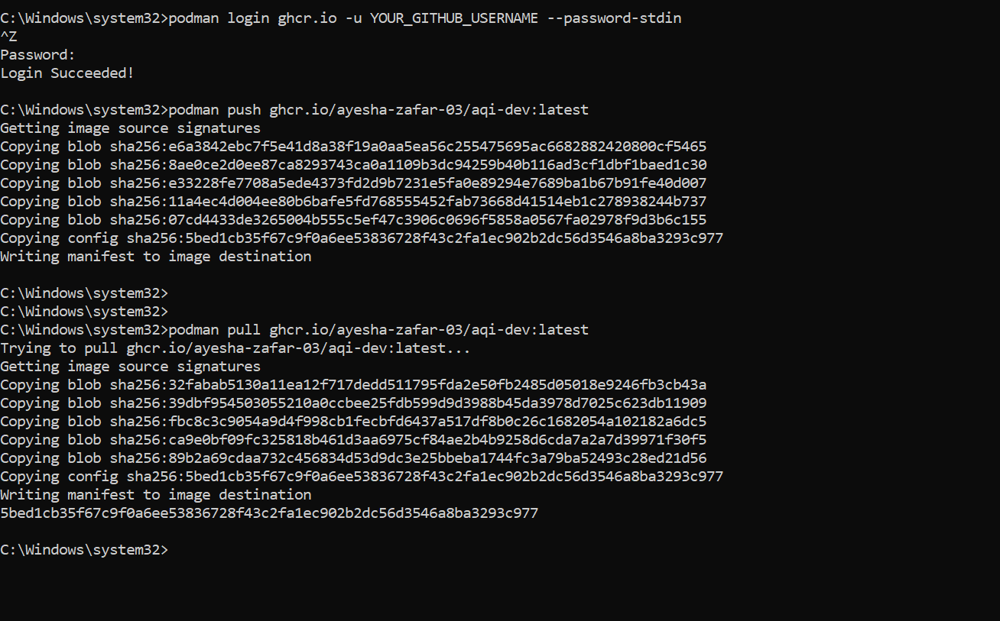 C:\Windows\system32>podman login ghcr.io -u YOUR_GITHUB_USERNAME --password-stdin
^Z
Password:
Login Succeeded!
C:\Windows\system32>podman push ghcr.io/ayesha-zafar-03/aqi-dev:latest
Getting image source signatures
Copying blob sha256:e6a3842ebc7f5e41d8a38f19a0aa5ea56c255475695ac6682882420800cf5465
Copying blob sha256:8ae0ce2d0ee87ca8293743ca0a1109b3dc94259b40b116ad3cf1dbf1baed1c30
Copying blob sha256:e33228fe7708a5ede4373fd2d9b7231e5fa0e89294e7689ba1b67b91fe40d007
Copying blob sha256:11a4ec4d004ee80b6bafe5fd768555452fab73668d41514eb1c278938244b737
Copying blob sha256:07cd4433de3265004b555c5ef47c3906c0696f5858a0567fa02978f9d3b6c155
Copying config sha256:5bed1cb35f67c9f0a6ee53836728f43c2fa1ec902b2dc56d3546a8ba3293c977
Writing manifest to image destination
C:\Windows\system32>
C:\Windows\system32>
C:\Windows\system32>podman pull ghcr.io/ayesha-zafar-03/aqi-dev:latest
Trying to pull ghcr.io/ayesha-zafar-03/aqi-dev:latest...
Getting image source signatures
Copying blob sha256:32fabab5130a11ea12f717dedd511795fda2e50fb2485d05018e9246fb3cb43a
Copying blob sha256:39dbf954503055210a0ccbee25fdb599d9d3988b45da3978d7025c623db11909
Copying blob sha256:fbc8c3c9054a9d4f998cb1fecbfd6437a517df8b0c26c1682054a102182a6dc5
Copying blob sha256:ca9e0bf09fc325818b461d3aa6975cf84ae2b4b9258d6cda7a2a7d39971f30f5
Copying blob sha256:89b2a69cdaa732c456834d53d9dc3e25bbeba1744fc3a79ba52493c28ed21d56
Copying config sha256:5bed1cb35f67c9f0a6ee53836728f43c2fa1ec902b2dc56d3546a8ba3293c977
Writing manifest to image destination
5bed1cb35f67c9f0a6ee53836728f43c2fa1ec902b2dc56d3546a8ba3293c977
C:\Windows\system32>